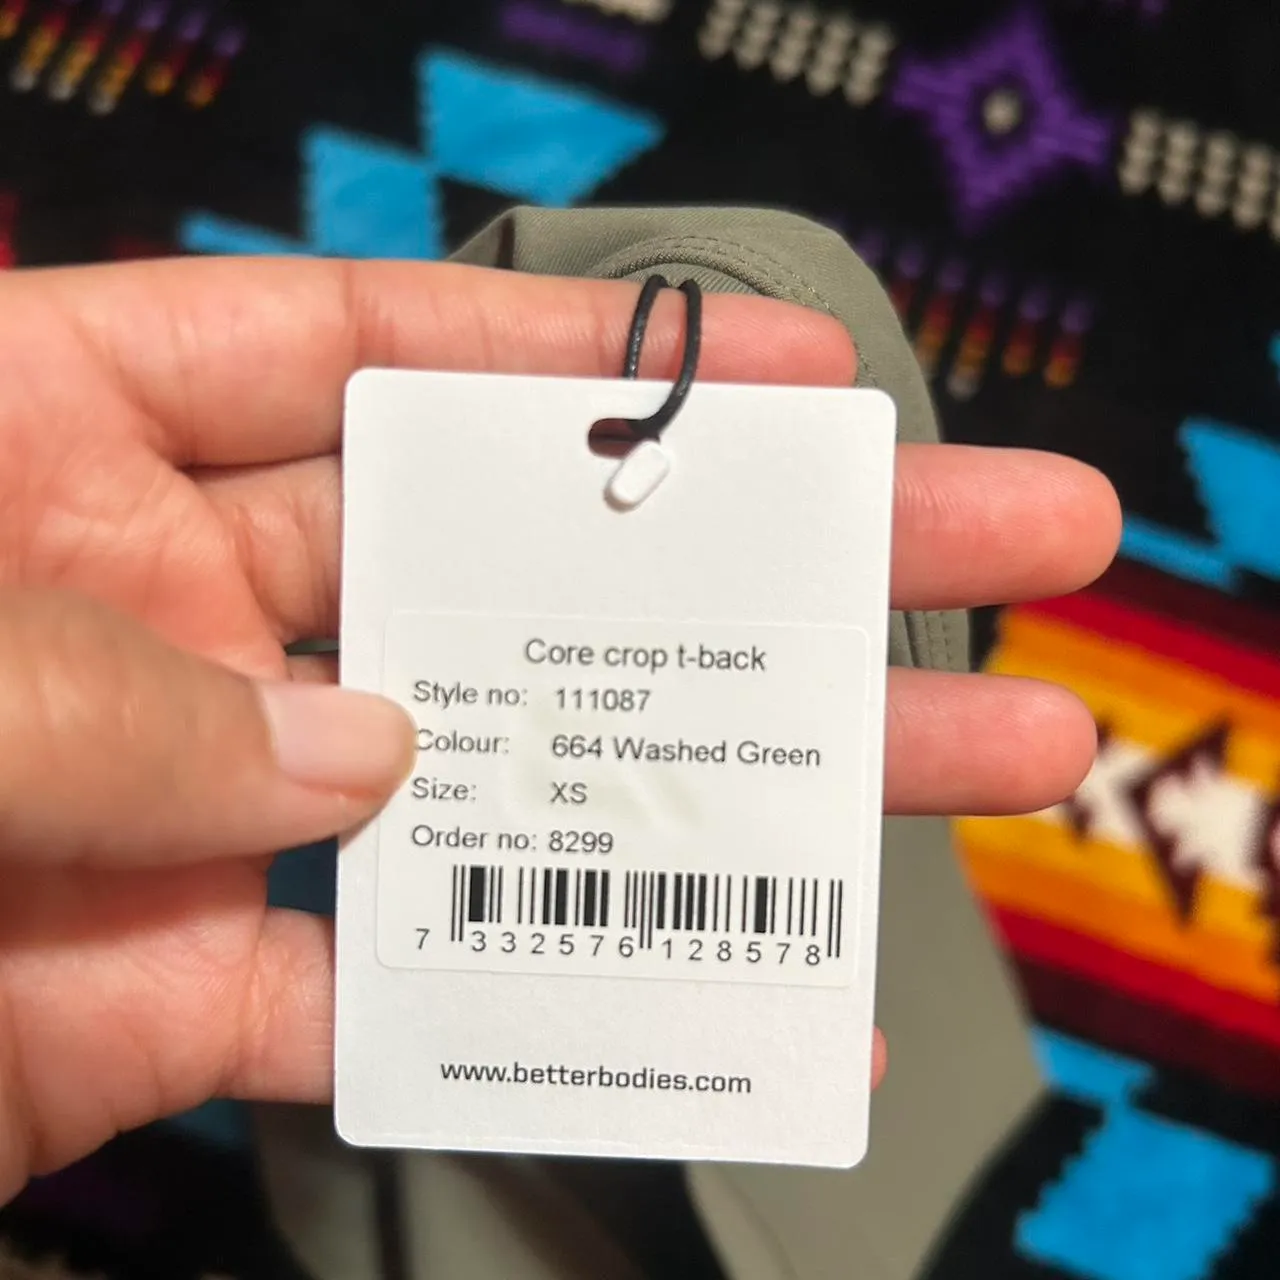 Core crop t-back
Style no: 111087
Colour: 664 Washed Green
Size: XS
Order no: 8299
7 332576 128578
www.betterbodies.com